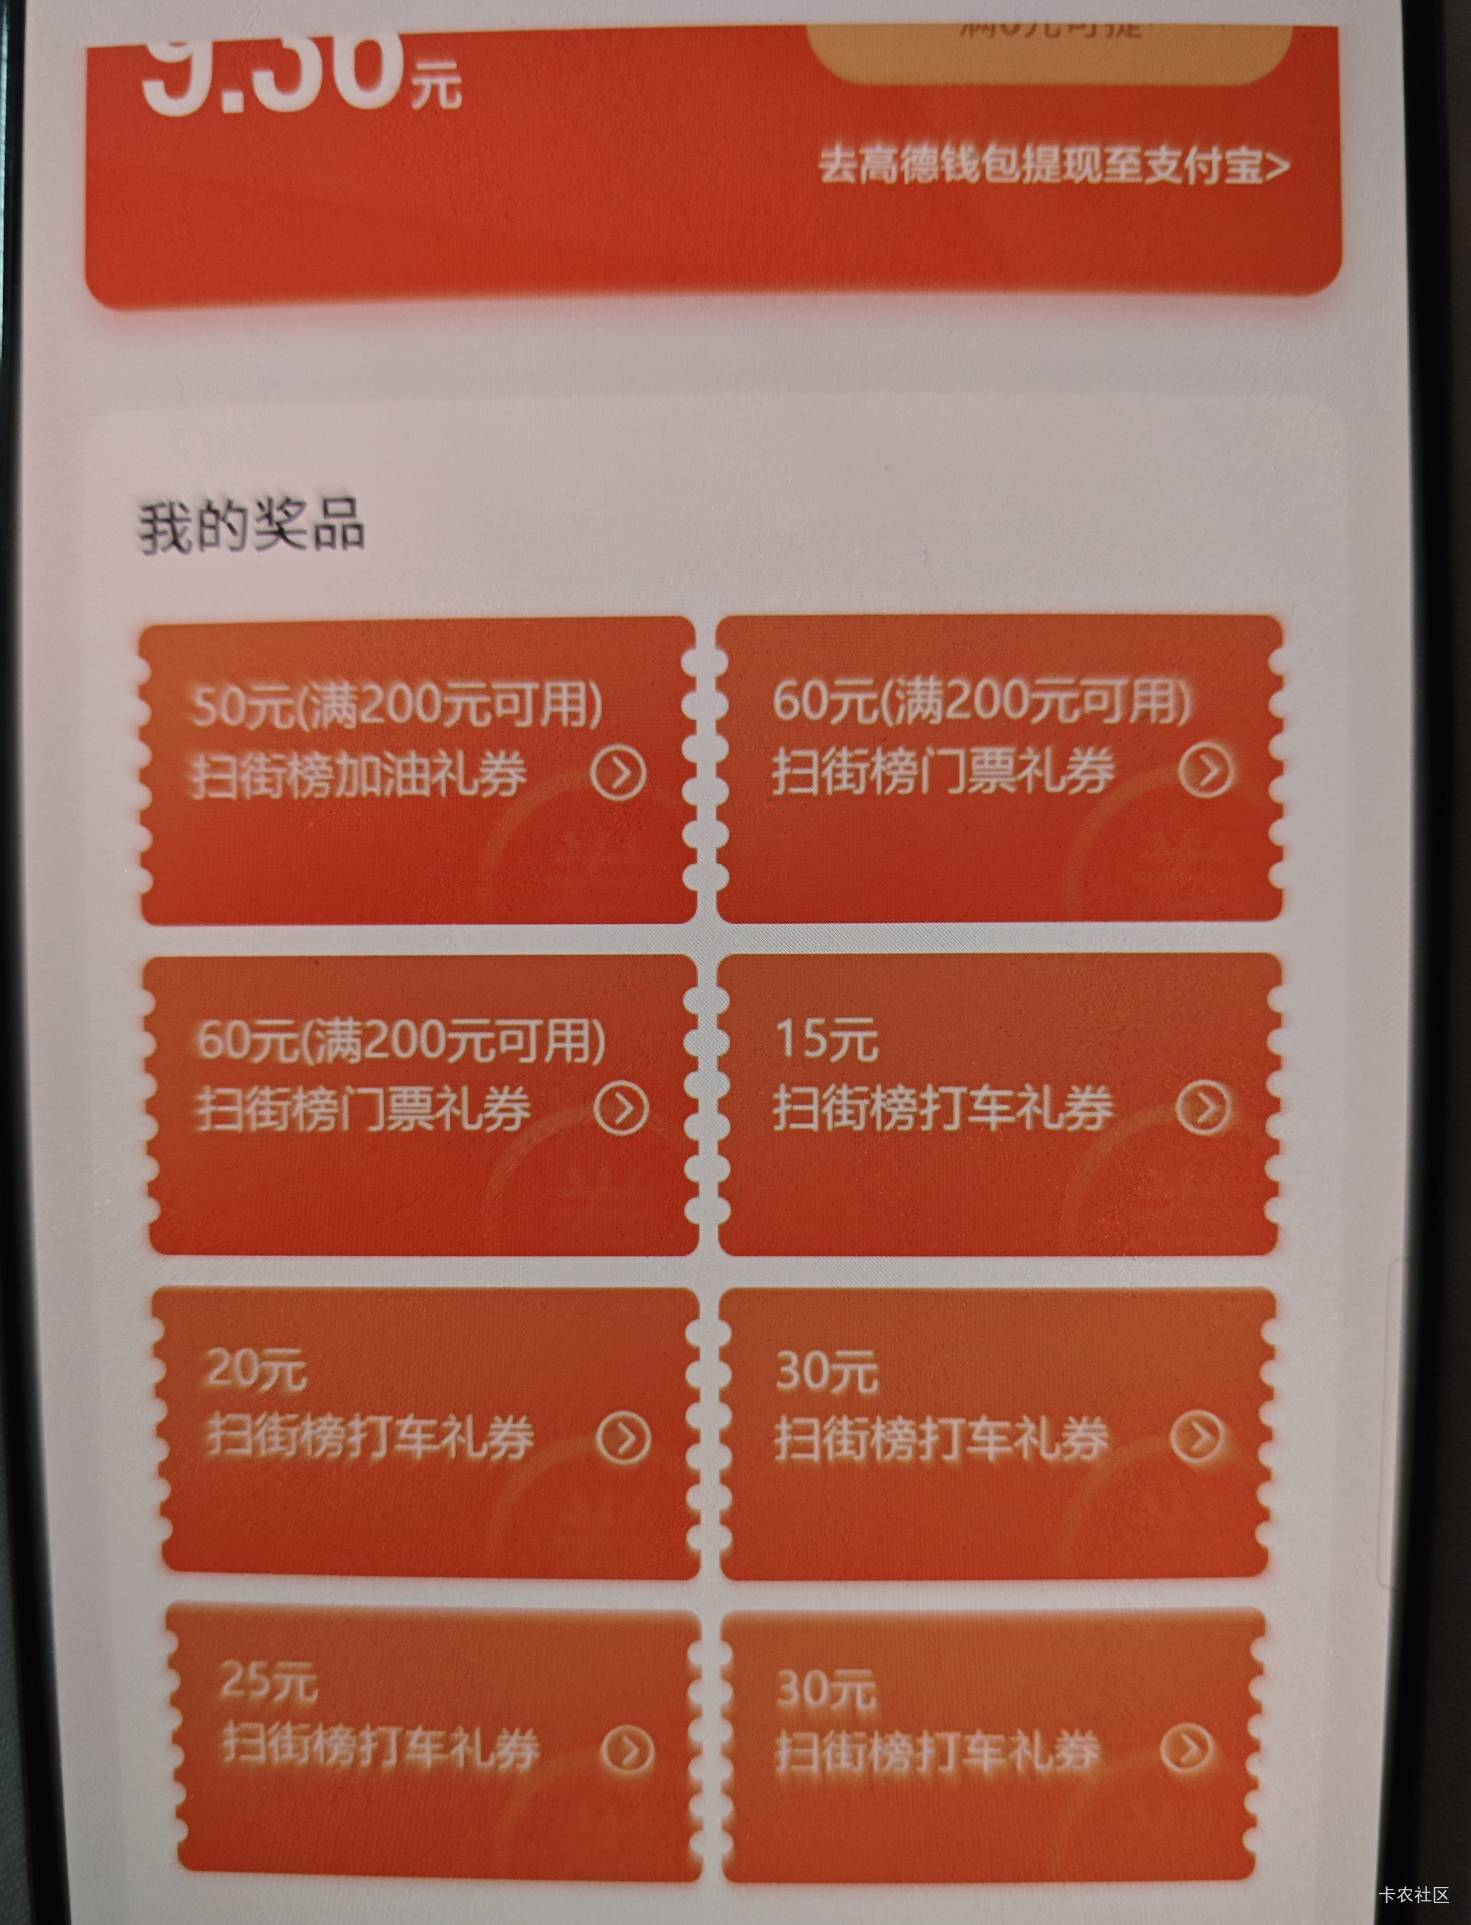 9.36元
去高德钱包提现至支付宝>
我的奖品
50元(满200元可用)
扫街榜加油礼券
60元(满200元可用)
扫街榜门票礼券
60元(满200元可用)
扫街榜门票礼券
15元
扫街榜打车礼券
20元
扫街榜打车礼券
30元
扫街榜打车礼券
25元
扫街榜打车礼券
30元
扫街榜打车礼券
卡农社区